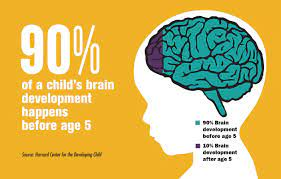 90%
of a child's brain
development
happens
before age 5
Source: Harvard Center for the Developing Child
90% Brain
development
before age 5
10% Brain
development
after age 5